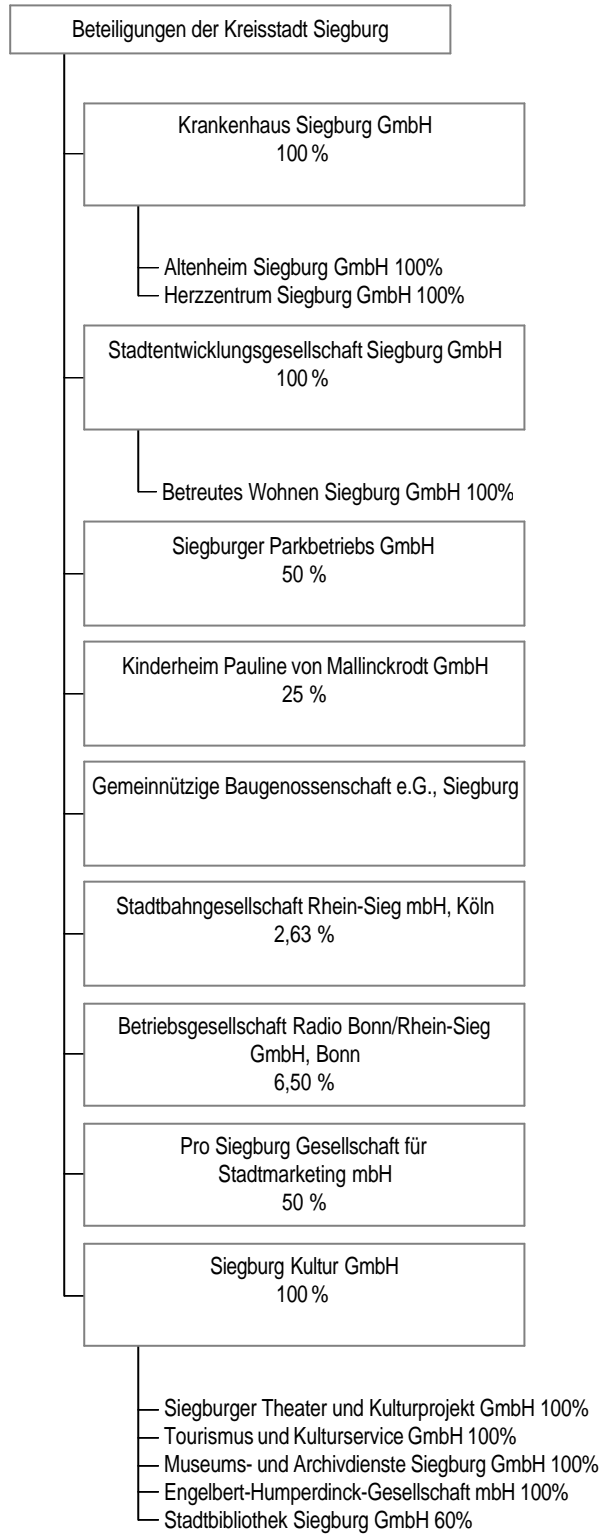 Beteiligungen der Kreisstadt Siegburg
Krankenhaus Siegburg GmbH
100 %
Altenheim Siegburg GmbH 100%
Herzzentrum Siegburg GmbH 100%
Stadtentwicklungsgesellschaft Siegburg GmbH
100 %
Betreutes Wohnen Siegburg GmbH 100%
Siegburger Parkbetriebs GmbH
50 %
Kinderheim Pauline von Mallinckrodt GmbH
25 %
Gemeinnützige Baugenossenschaft e.G., Siegburg
Stadtbahngesellschaft Rhein-Sieg mbH, Köln
2,63 %
Betriebsgesellschaft Radio Bonn/Rhein-Sieg
GmbH, Bonn
6,50 %
Pro Siegburg Gesellschaft für
Stadtmarketing mbH
50 %
Siegburg Kultur GmbH
100 %
Siegburger Theater und Kulturprojekt GmbH 100%
Tourismus und Kulturservice GmbH 100%
Museums- und Archivdienste Siegburg GmbH 100%
Engelbert-Humperdinck-Gesellschaft mbH 100%
Stadtbibliothek Siegburg GmbH 60%